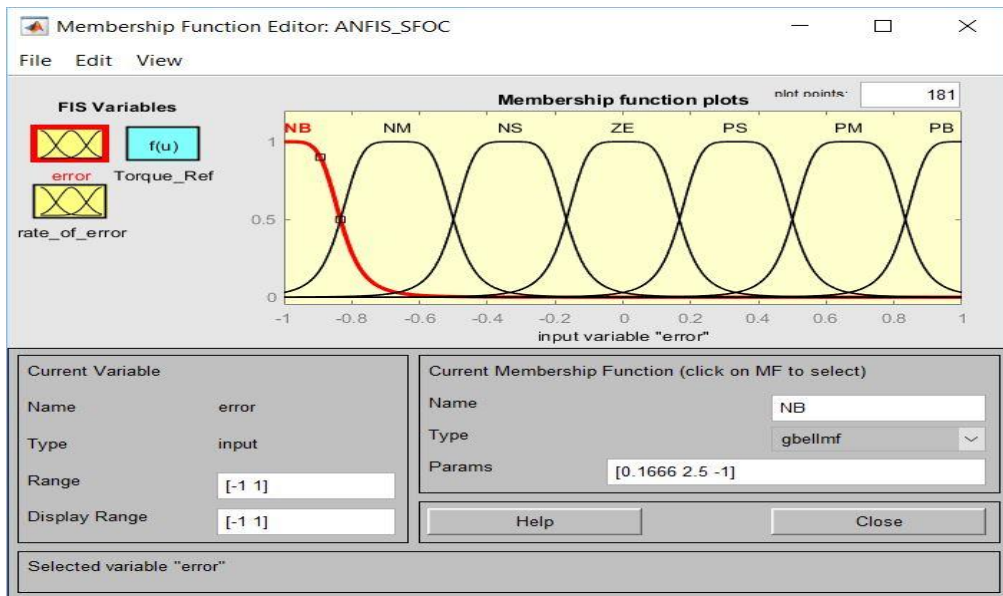 Membership Function Editor: ANFIS_SFOC
File Edit View
FIS Variables
f(u)
error Torque_Ref
rate_of_error
Membership function plots
plot points: 181
NB NM NS ZE PS PM PB
1
0.5
0
-1 -0.8 -0.6 -0.4 -0.2 0 0.2 0.4 0.6 0.8 1
input variable "error"
Current Variable
Name error
Type input
Range [-1 1]
Display Range [-1 1]
Current Membership Function (click on MF to select)
Name NB
Type gbellmf
Params [0.1666 2.5 -1]
Help Close
Selected variable "error"